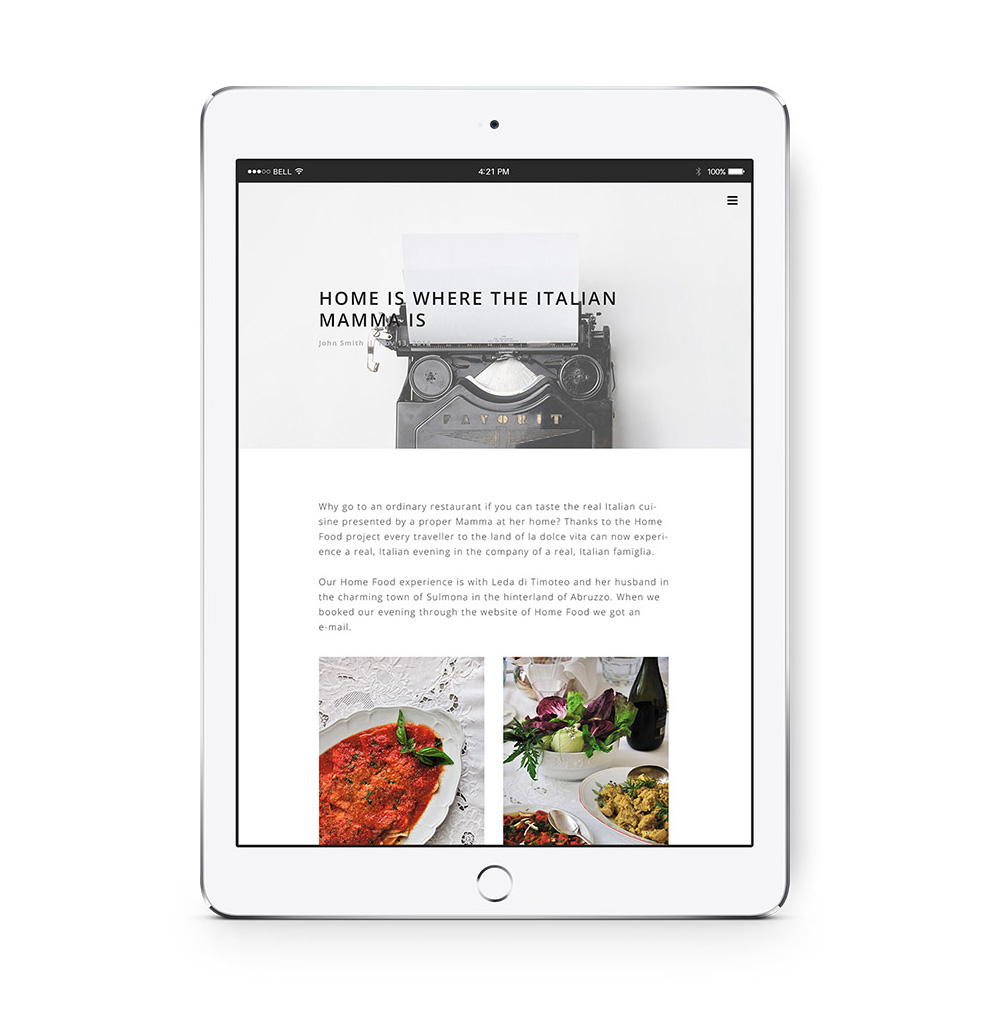 BELL
4:21 PM
100%
HOME IS WHERE THE ITALIAN
MAMMA IS
John Smith
FAVORIT
Why go to an ordinary restaurant if you can taste the real Italian cui-
sine presented by a proper Mamma at her home? Thanks to the Home
Food project every traveller to the land of la dolce vita can now experi-
ence a real, Italian evening in the company of a real, Italian famiglia.
Our Home Food experience is with Leda di Timoteo and her husband in
the charming town of Sulmona in the hinterland of Abruzzo. When we
booked our evening through the website of Home Food we got an
e-mail.